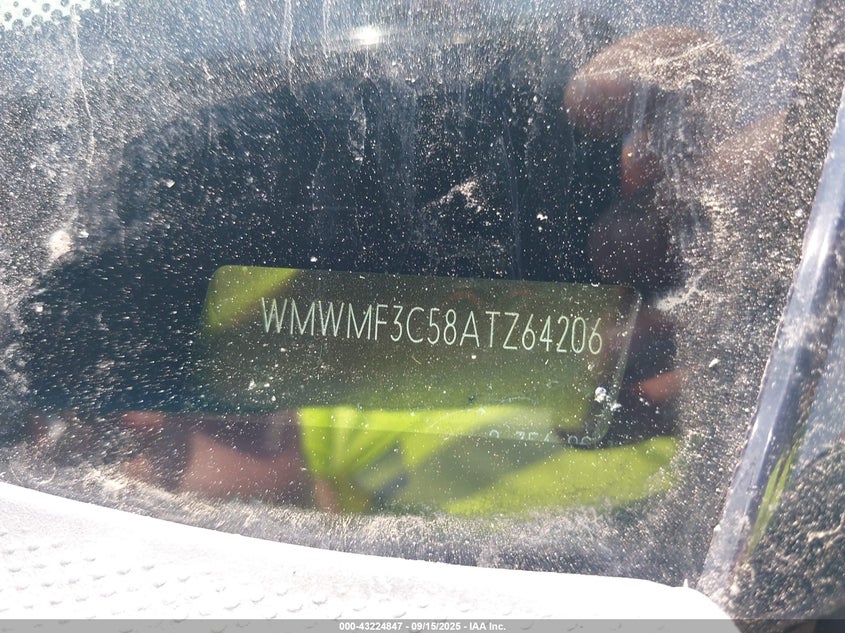 WMWMF3C58ATZ64206
000-43224847 - 09/15/2025 - IAA Inc.